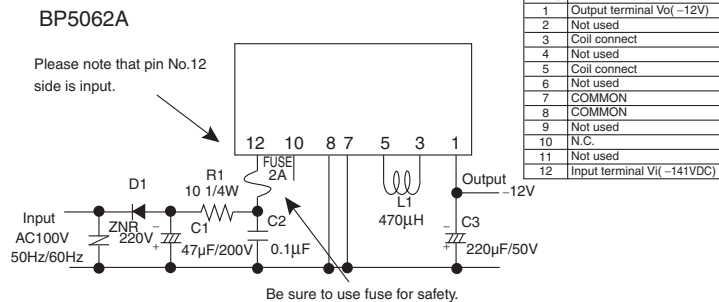 BP5062A
Please note that pin No.12
side is input.
12 10 8 7 5 3 1
FUSE
2A
R1
10 1/4W
D1
L1
470μH
Output
−12V
Input
AC100V
50Hz/60Hz
ZNR
220V
−
+
C1
47μF/200V
C2
0.1μF
C3
−
+
220μF/50V
Be sure to use fuse for safety.
1 Output terminal Vo( −12V)
2 Not used
3 Coil connect
4 Not used
5 Coil connect
6 Not used
7 COMMON
8 COMMON
9 Not used
10 N.C.
11 Not used
12 Input terminal Vi( −141VDC)